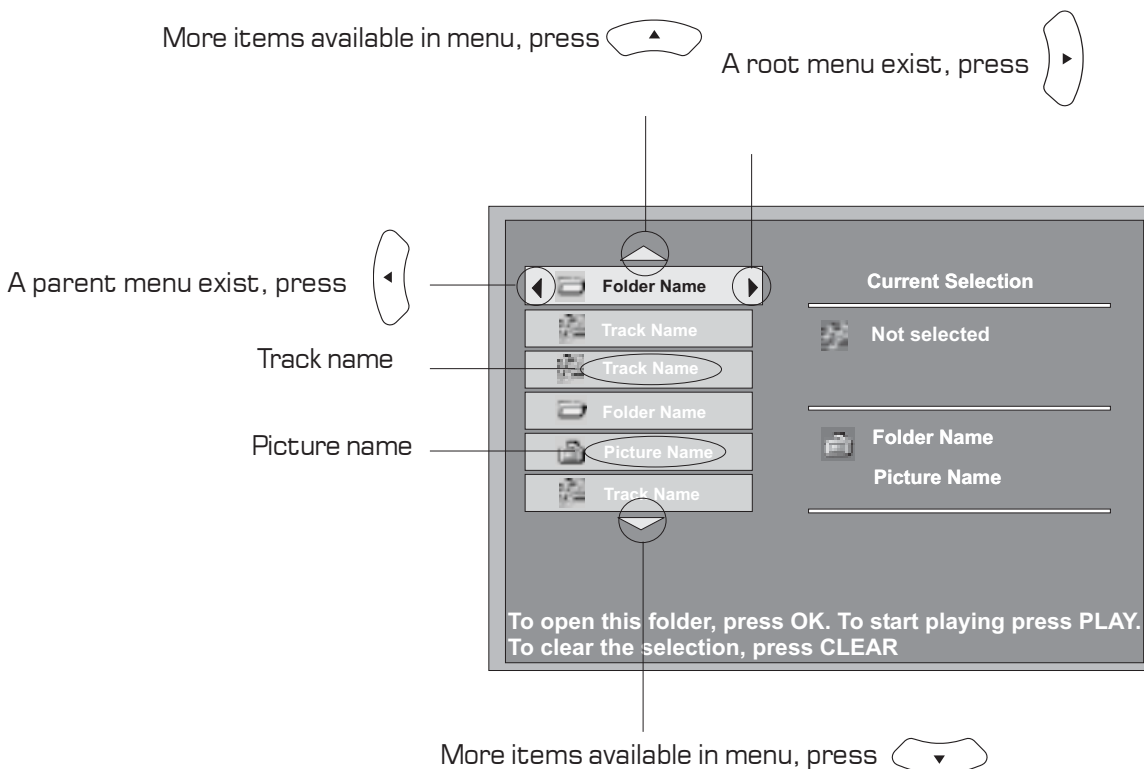 More items available in menu, press
A root menu exist, press
A parent menu exist, press
Track name
Picture name
Folder Name
Track Name
Track Name
Folder Name
Picture Name
Track Name
Current Selection
Not selected
Folder Name
Picture Name
To open this folder, press OK. To start playing press PLAY.
To clear the selection, press CLEAR
More items available in menu, press